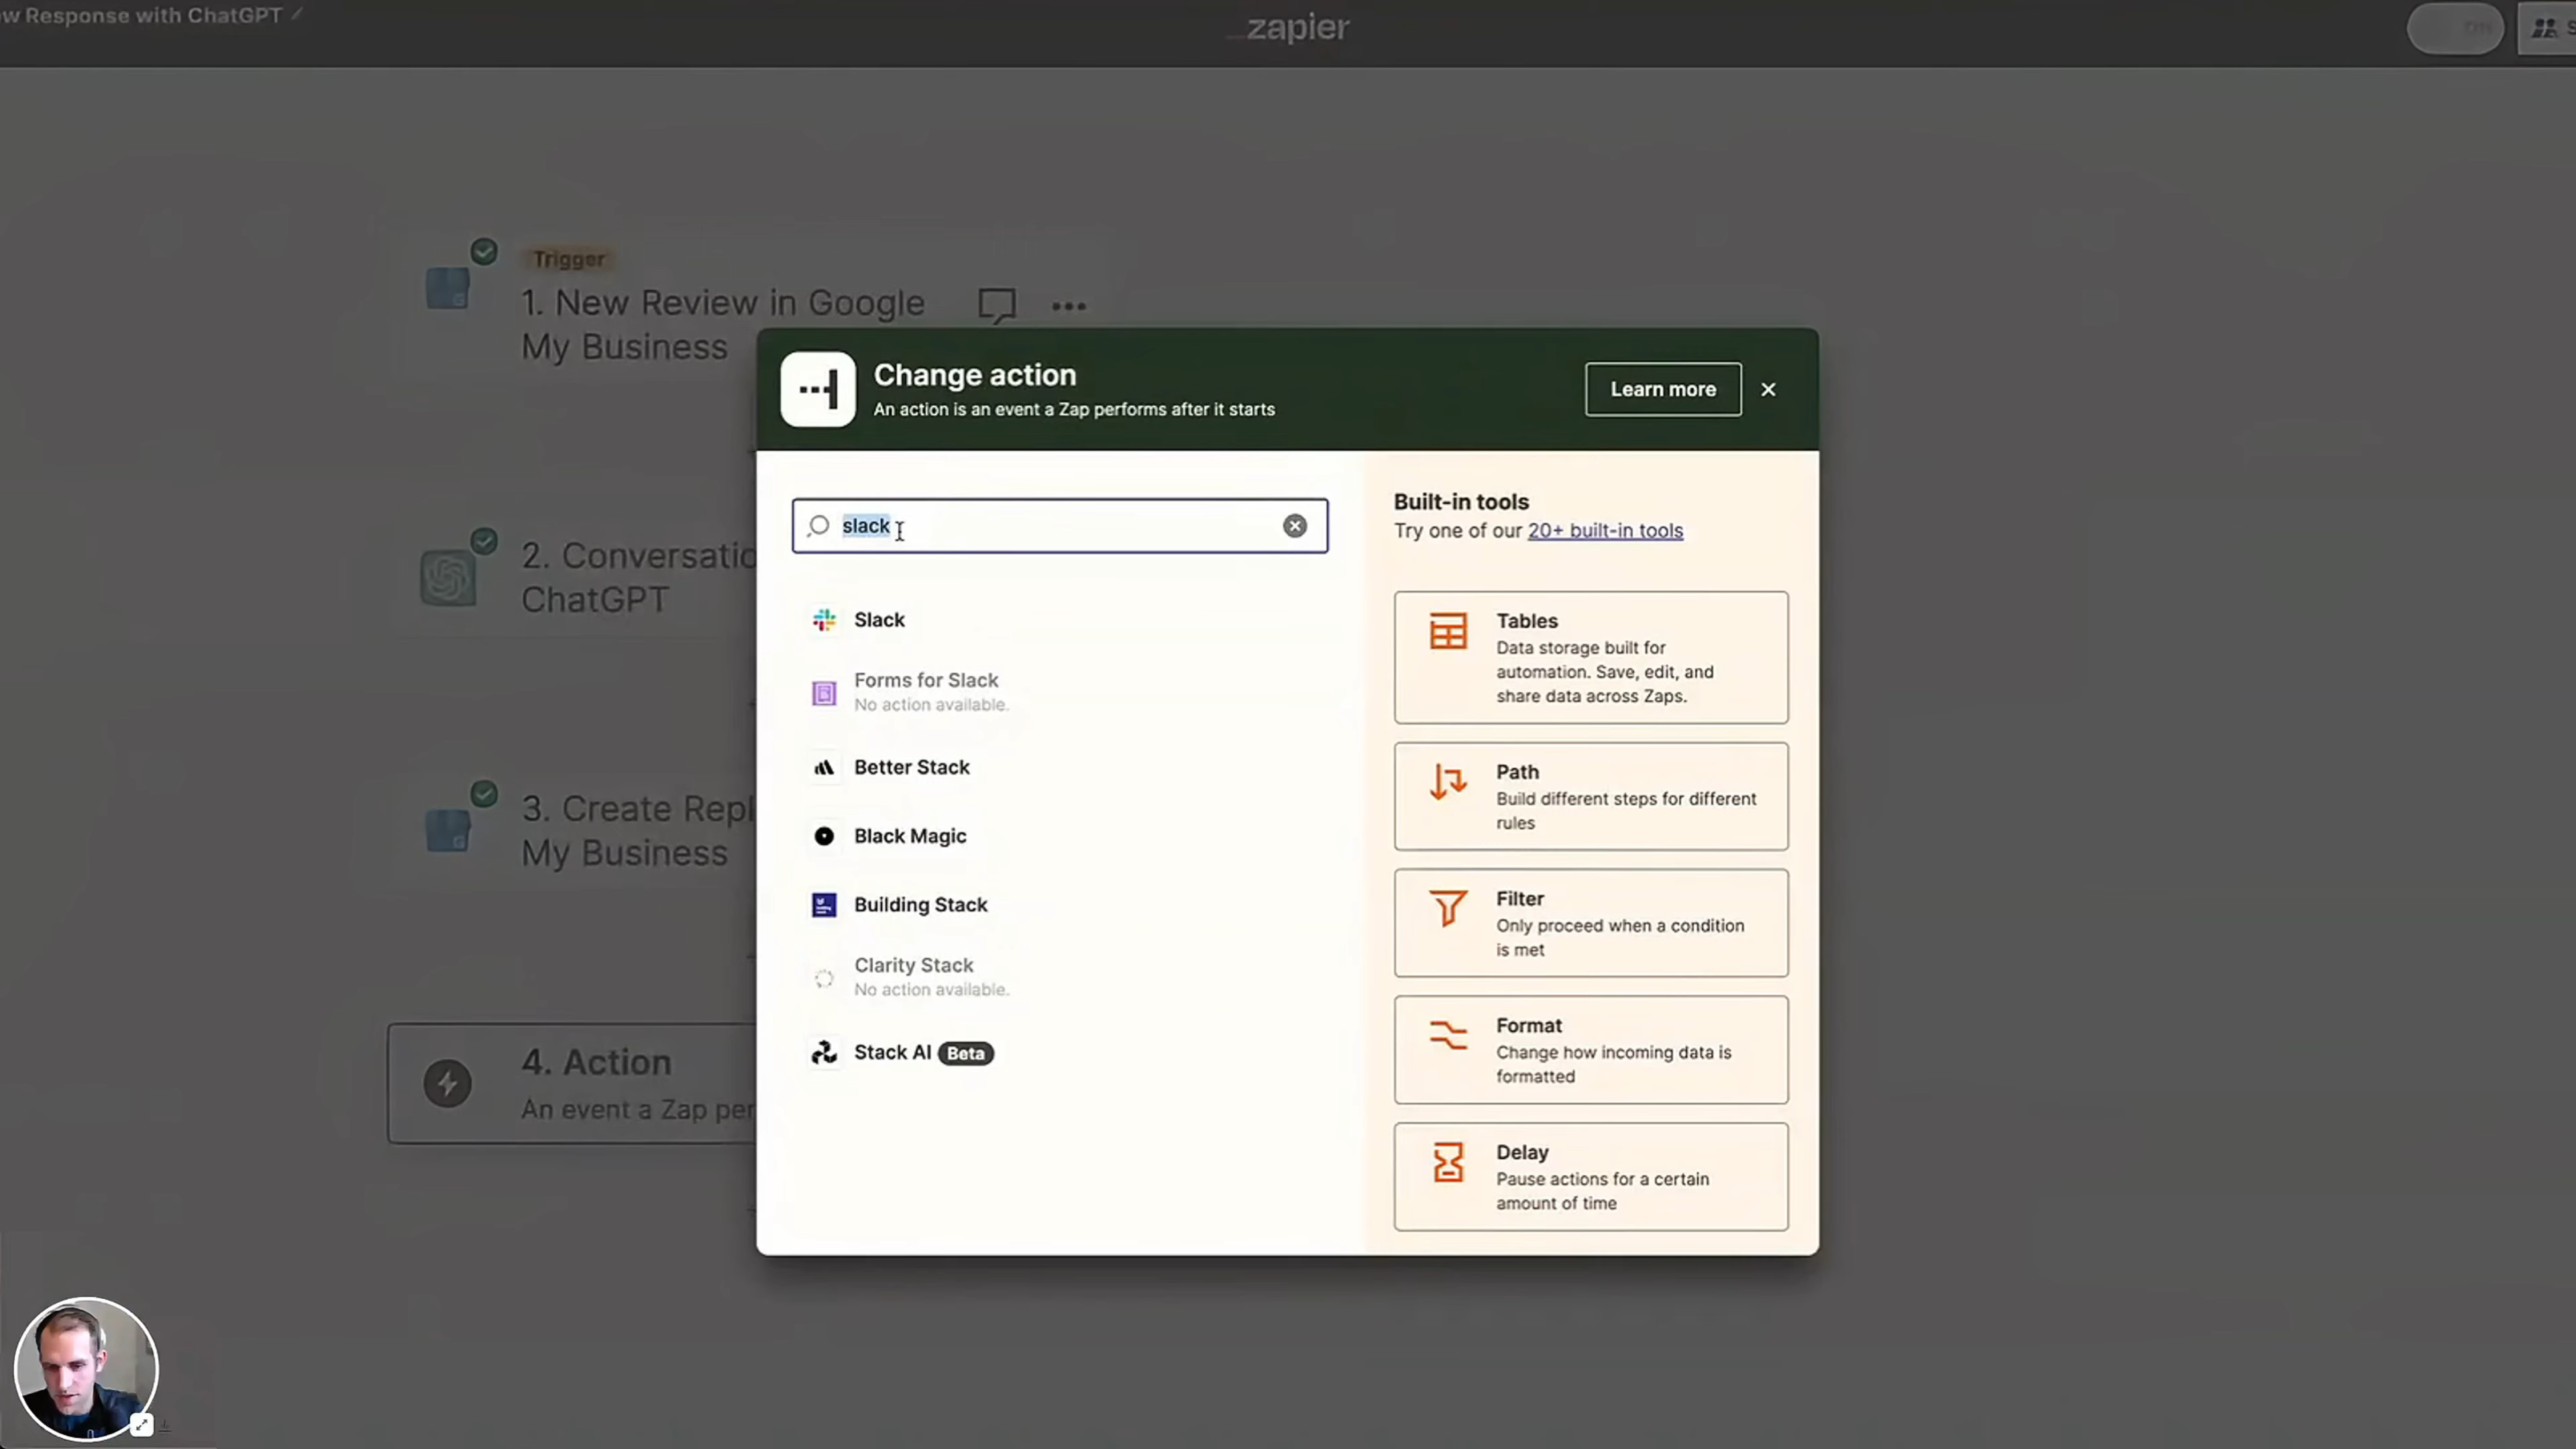 w Response with ChatGPT
zapier
ON
S
Trigger
1. New Review in Google
My Business
2. Conversatio
ChatGPT
3. Create Repl
My Business
4. Action
An event a Zap per
Change action
An action is an event a Zap performs after it starts
Learn more
slack
Slack
Forms for Slack
No action available.
Better Stack
Black Magic
Building Stack
Clarity Stack
No action available.
Stack AI Beta
Built-in tools
Try one of our 20+ built-in tools
Tables
Data storage built for
automation. Save, edit, and
share data across Zaps.
Path
Build different steps for different
rules
Filter
Only proceed when a condition
is met
Format
Change how incoming data is
formatted
Delay
Pause actions for a certain
amount of time